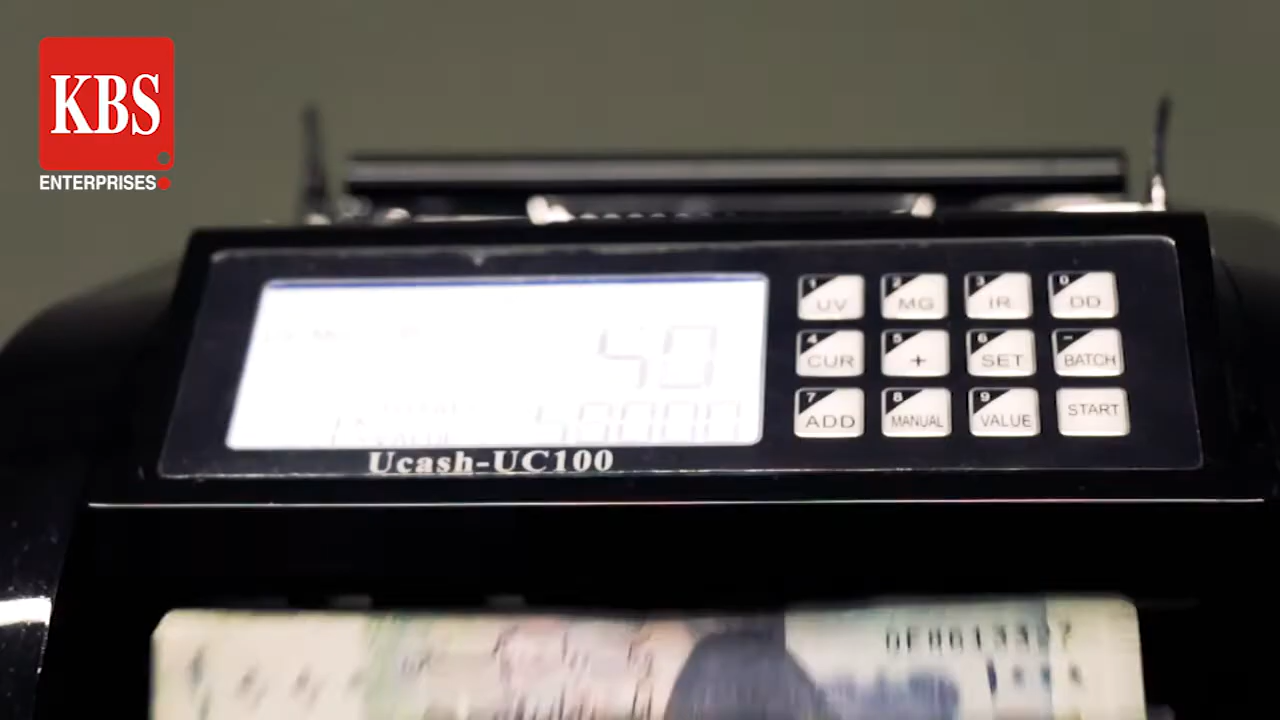 KBS
ENTERPRISES
50
1 UV
2 MG
3 IR
0 DD
4 CUR
5 +
6 SET
- BATCH
7 ADD
8 MANUAL
9 VALUE
START
Ucash-UC100